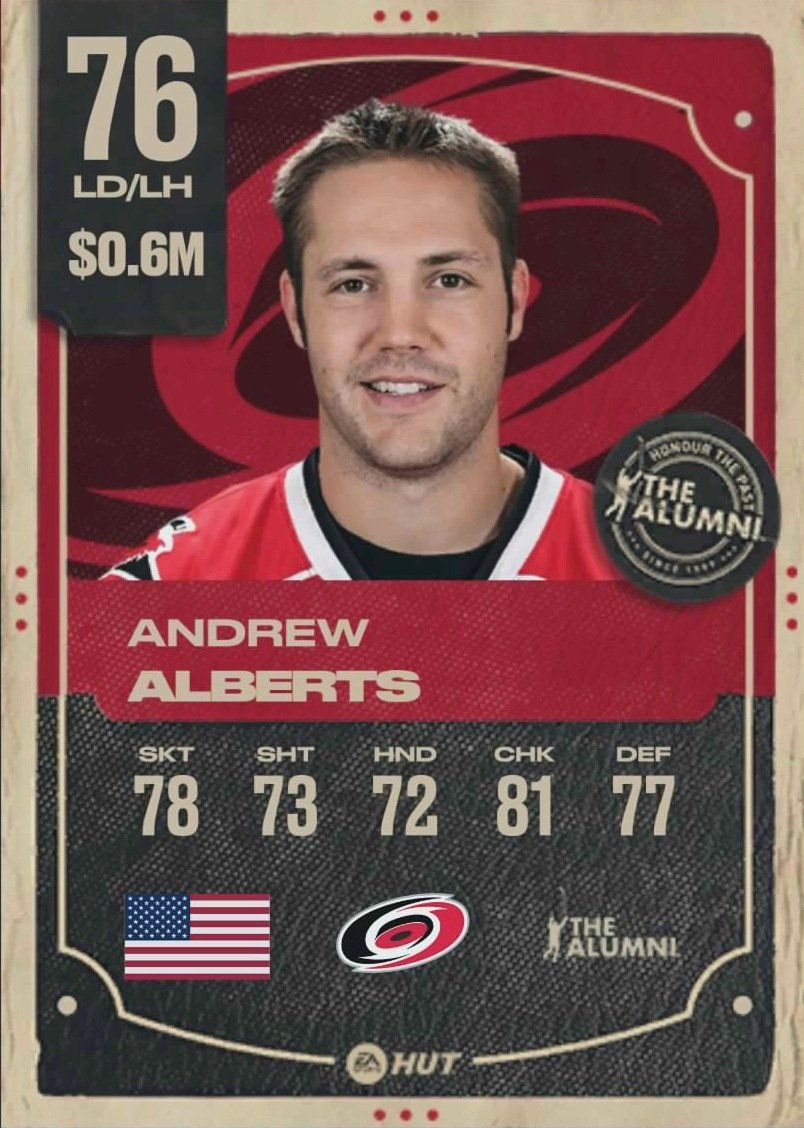 76
LD/LH
$0.6M
HONOUR THE PAST
THE
ALUMNI
ANDREW
ALBERTS
SKT SHT HND CHK DEF
78 73 72 81 77
THE
ALUMNI
EA HUT